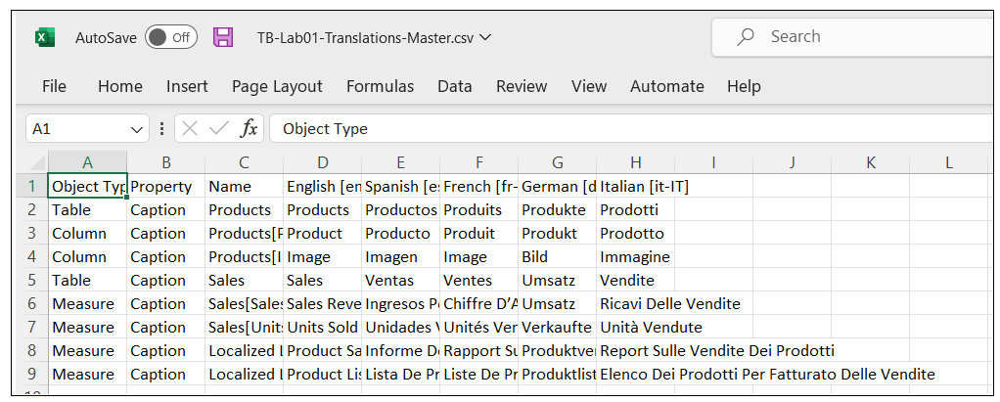 AutoSave Off TB-Lab01-Translations-Master.csv Search
File Home Insert Page Layout Formulas Data Review View Automate Help
A1 fx Object Type
A B C D E F G H I J K L
1 Object Typ Property Name English [en Spanish [es French [fr- German [d Italian [it-IT]
2 Table Caption Products Products Productos Produits Produkte Prodotti
3 Column Caption Products[P Product Producto Produit Produkt Prodotto
4 Column Caption Products[I Image Imagen Image Bild Immagine
5 Table Caption Sales Sales Ventas Ventes Umsatz Vendite
6 Measure Caption Sales[Sales Sales Reve Ingresos Po Chiffre D’A Umsatz Ricavi Delle Vendite
7 Measure Caption Sales[Units Units Sold Unidades V Unités Ven Verkaufte Unità Vendute
8 Measure Caption Localized L Product Sa Informe De Rapport Su Produktver Report Sulle Vendite Dei Prodotti
9 Measure Caption Localized L Product Lis Lista De Pr Liste De Pr Produktlist Elenco Dei Prodotti Per Fatturato Delle Vendite